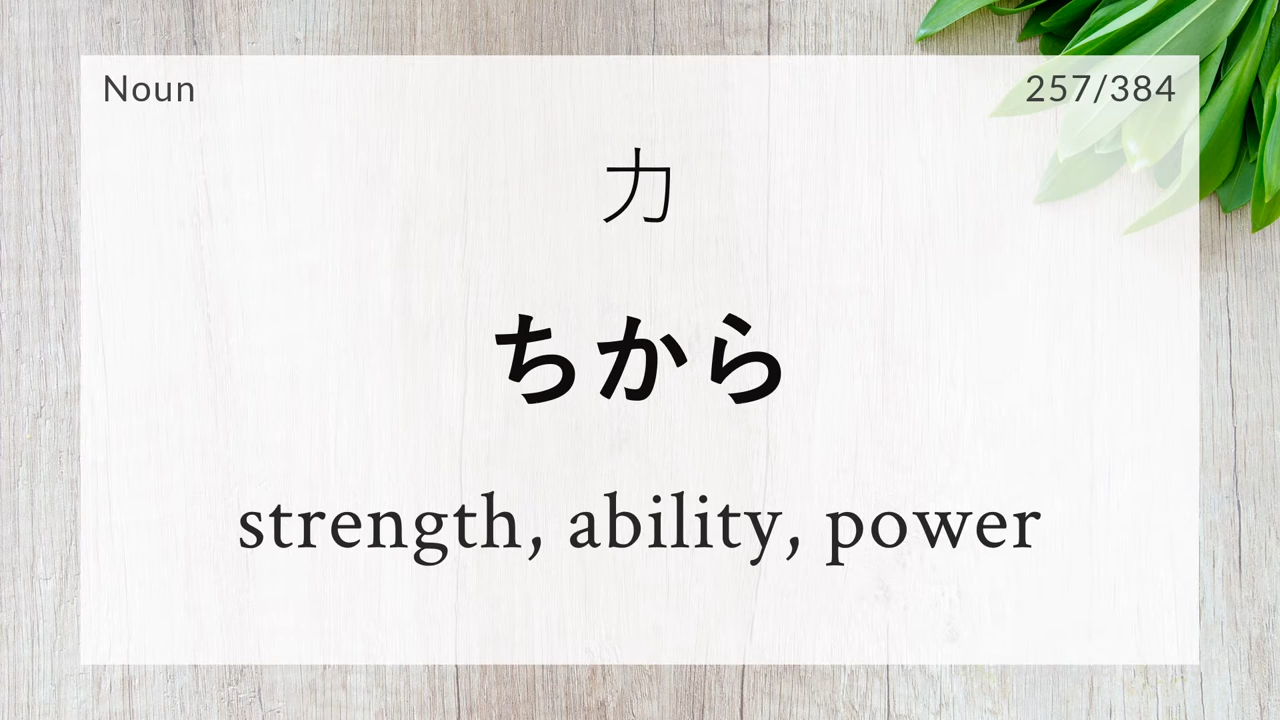 Noun
257/384
力
ちから
strength, ability, power